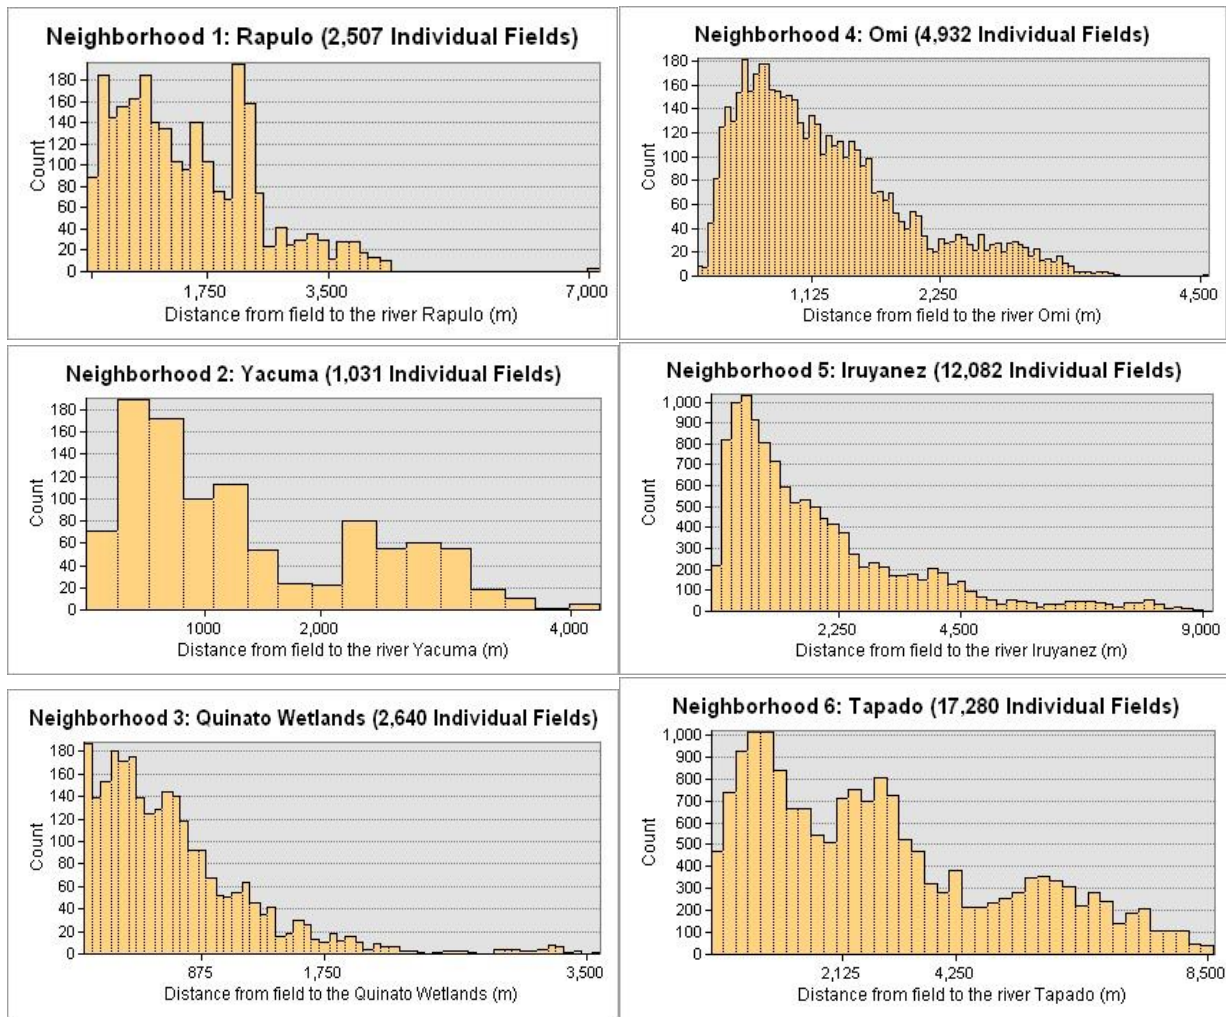 Neighborhood 1: Rapulo (2,507 Individual Fields)
Count
180
160
140
120
100
80
60
40
20
0
1,750 3,500 7,000
Distance from field to the river Rapulo (m)
Neighborhood 4: Omi (4,932 Individual Fields)
Count
180
160
140
120
100
80
60
40
20
0
1,125 2,250 4,500
Distance from field to the river Omi (m)
Neighborhood 2: Yacuma (1,031 Individual Fields)
Count
180
160
140
120
100
80
60
40
20
0
1000 2,000 4,000
Distance from field to the river Yacuma (m)
Neighborhood 5: Iruyanez (12,082 Individual Fields)
Count
1,000
900
800
700
600
500
400
300
200
100
0
2,250 4,500 9,000
Distance from field to the river Iruyanez (m)
Neighborhood 3: Quinato Wetlands (2,640 Individual Fields)
Count
180
160
140
120
100
80
60
40
20
0
875 1,750 3,500
Distance from field to the Quinato Wetlands (m)
Neighborhood 6: Tapado (17,280 Individual Fields)
Count
1,000
900
800
700
600
500
400
300
200
100
0
2,125 4,250 8,500
Distance from field to the river Tapado (m)